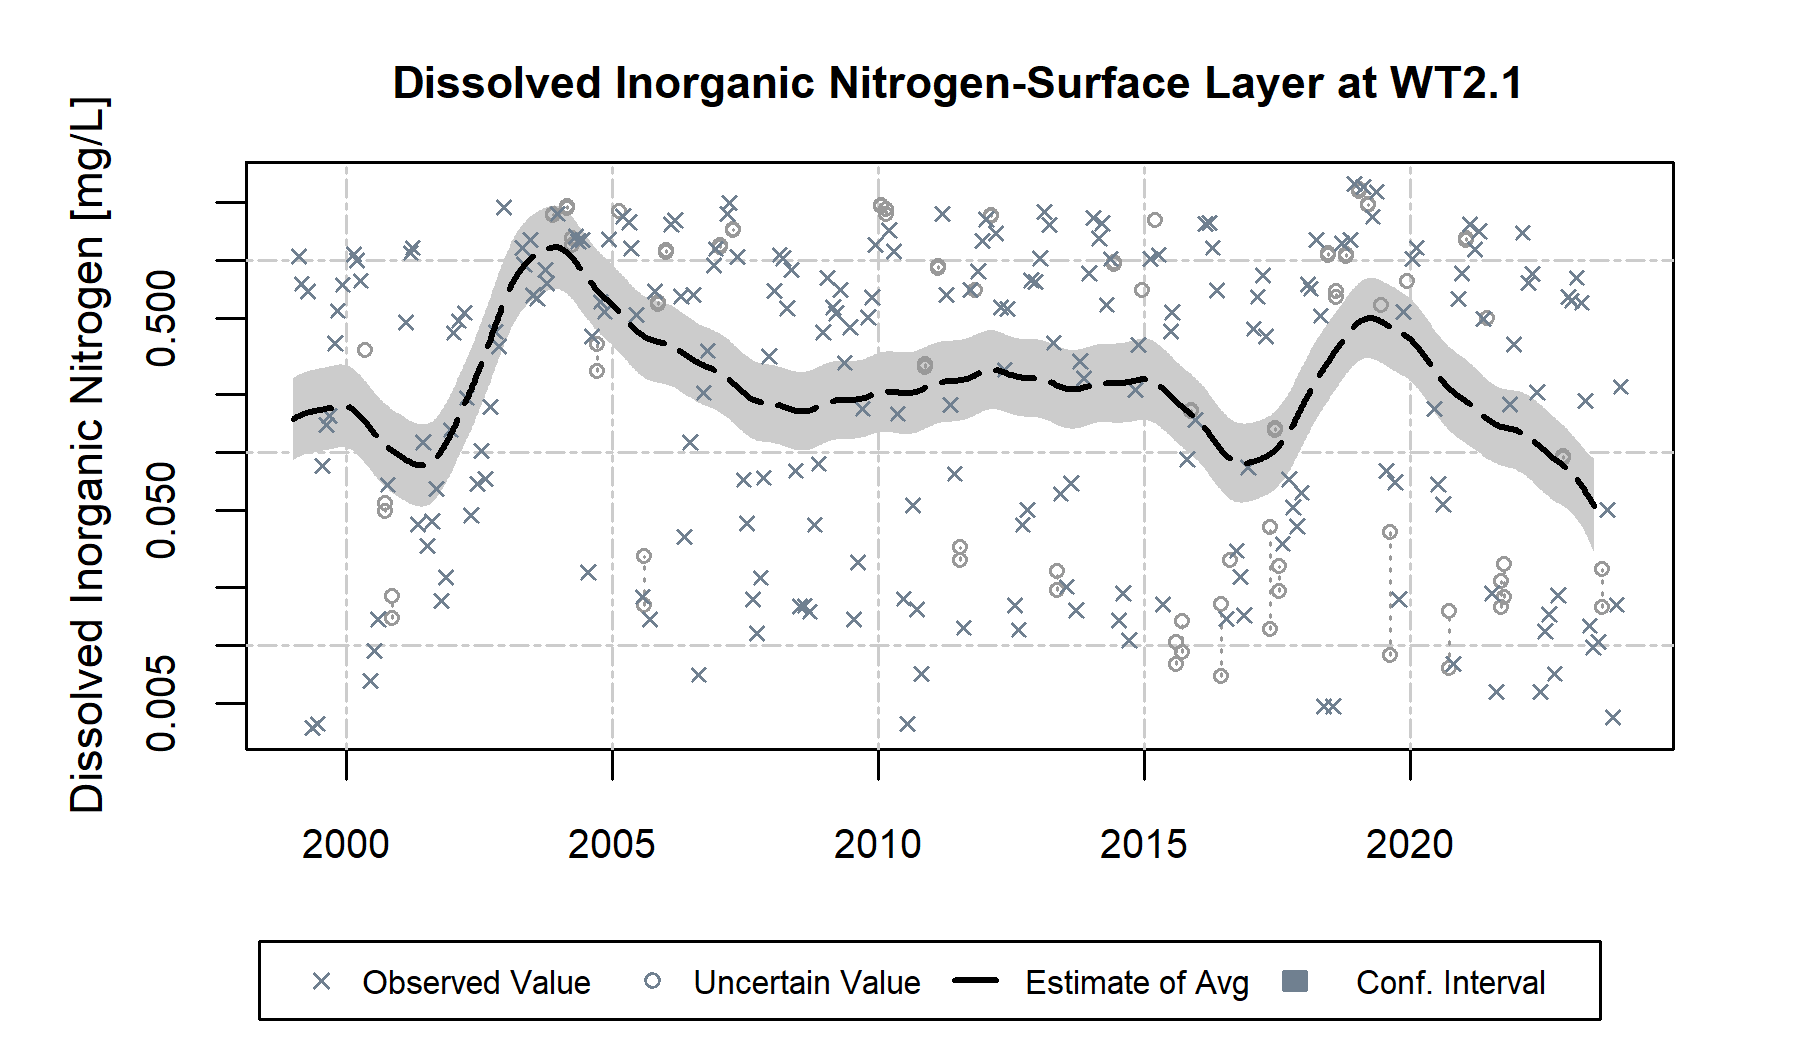 Dissolved Inorganic Nitrogen-Surface Layer at WT2.1
Dissolved Inorganic Nitrogen [mg/L]
0.500
0.050
0.005
2000 2005 2010 2015 2020
Observed Value Uncertain Value Estimate of Avg Conf. Interval